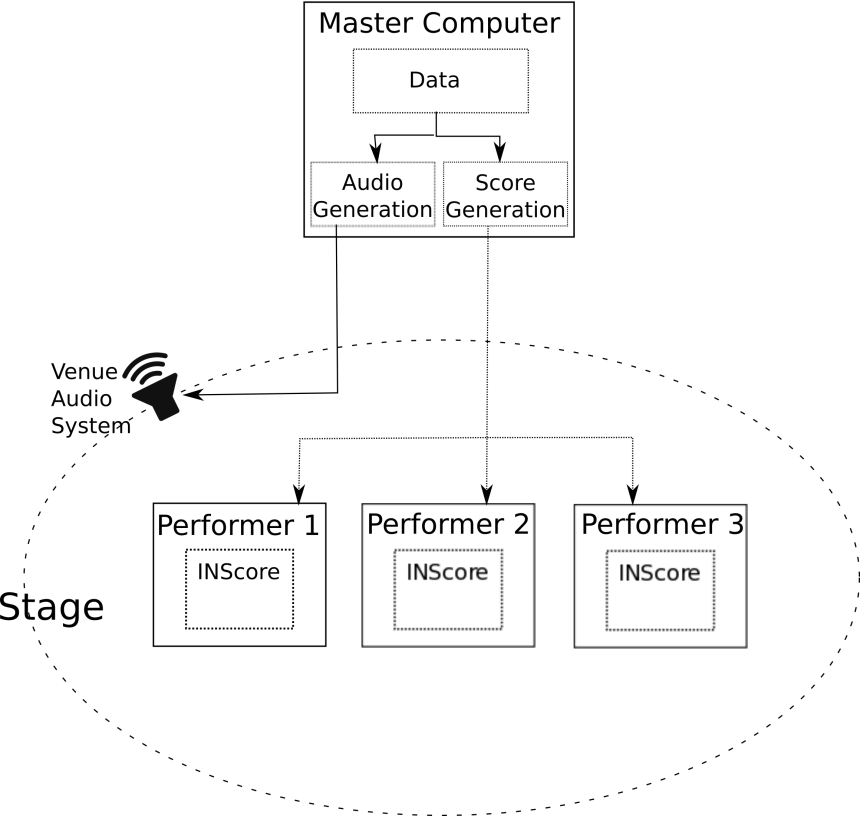 Master Computer
Data
Audio
Generation
Score
Generation
Venue
Audio
System
Performer 1
INScore
Performer 2
INScore
Performer 3
INScore
Stage